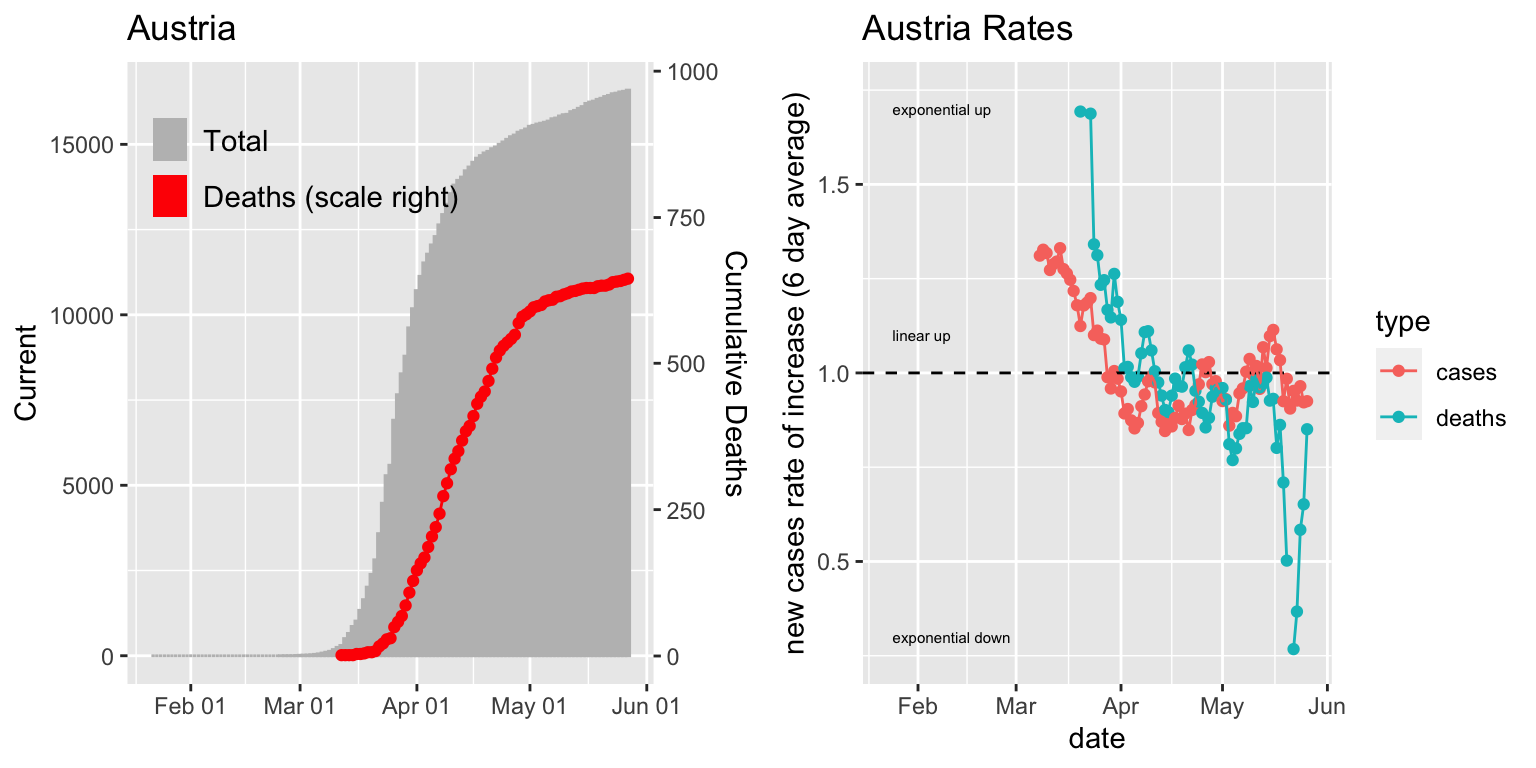 Austria
Total
Deaths (scale right)
Current
15000
10000
5000
0
1000
750
500
250
0
Cumulative Deaths
Feb 01
Mar 01
Apr 01
May 01
Jun 01
Austria Rates
new cases rate of increase (6 day average)
1.5
1.0
0.5
exponential up
linear up
exponential down
Feb
Mar
Apr
May
Jun
date
type
cases
deaths